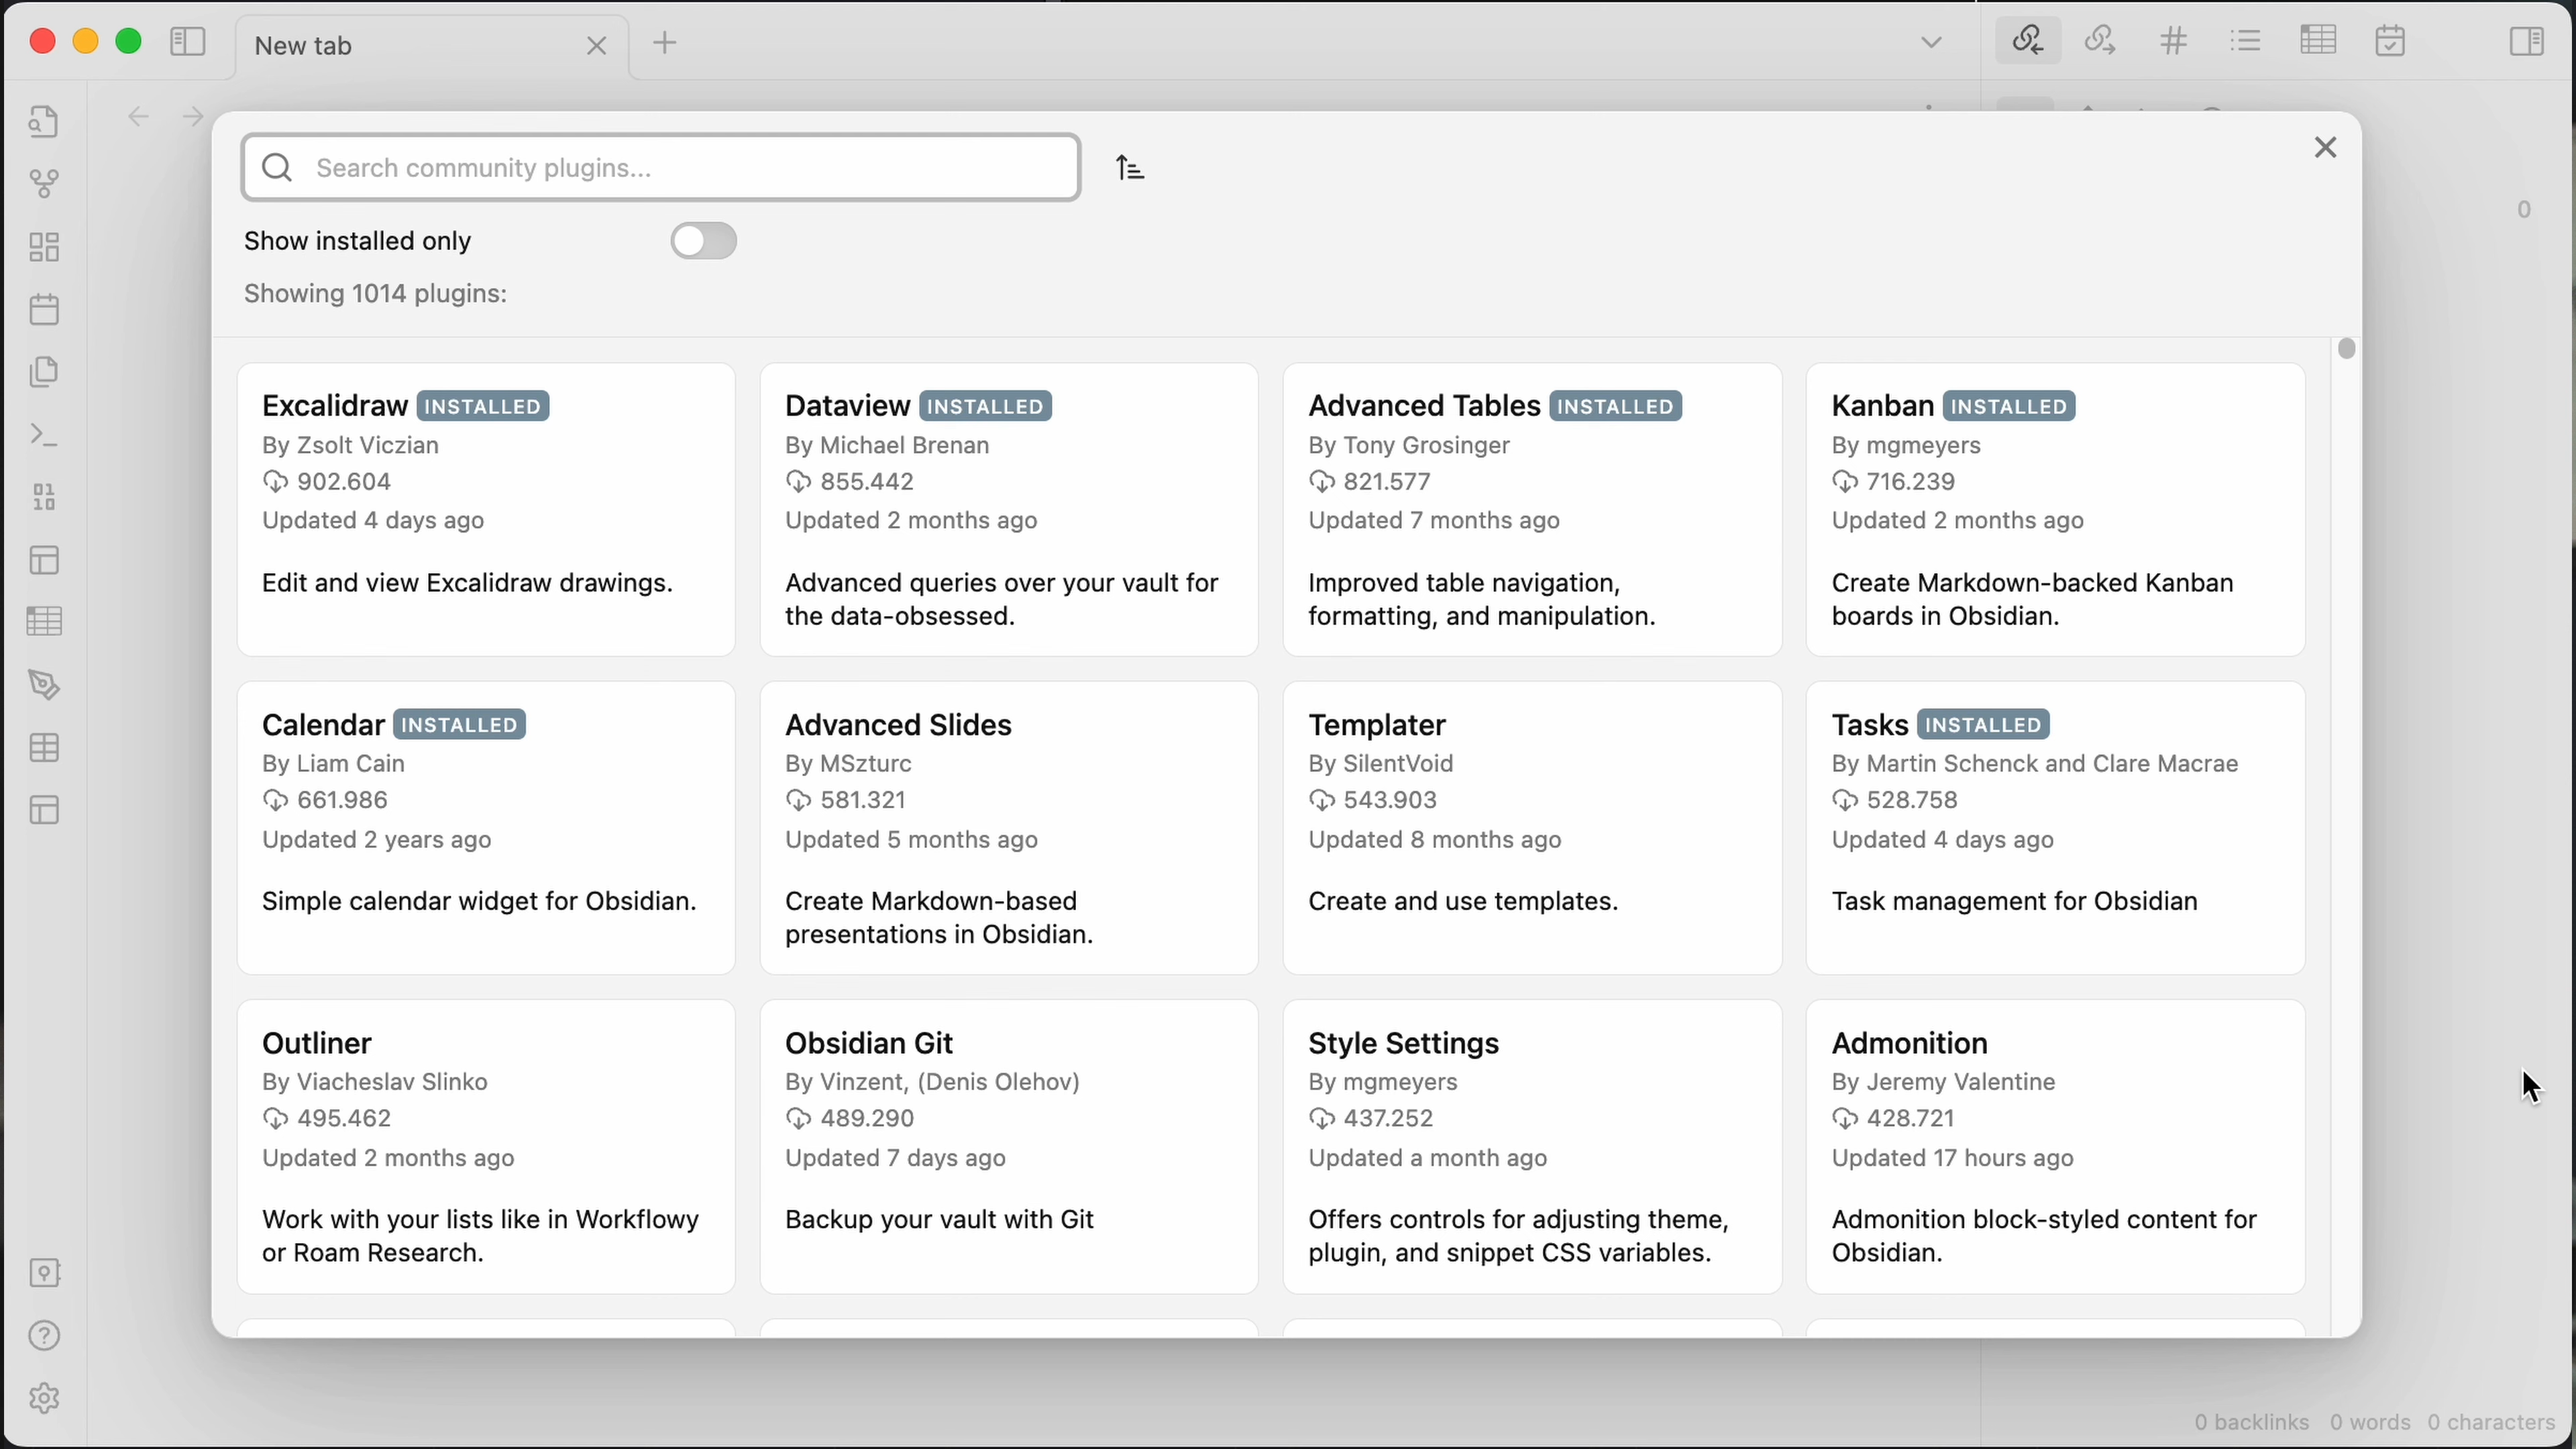 New tab
Search community plugins...
Show installed only
Showing 1014 plugins:
0
Excalidraw INSTALLED
By Zsolt Viczian
902.604
Updated 4 days ago
Edit and view Excalidraw drawings.
Dataview INSTALLED
By Michael Brenan
855.442
Updated 2 months ago
Advanced queries over your vault for
the data-obsessed.
Advanced Tables INSTALLED
By Tony Grosinger
821.577
Updated 7 months ago
Improved table navigation,
formatting, and manipulation.
Kanban INSTALLED
By mgmeyers
716.239
Updated 2 months ago
Create Markdown-backed Kanban
boards in Obsidian.
Calendar INSTALLED
By Liam Cain
661.986
Updated 2 years ago
Simple calendar widget for Obsidian.
Advanced Slides
By MSzturc
581.321
Updated 5 months ago
Create Markdown-based
presentations in Obsidian.
Templater
By SilentVoid
543.903
Updated 8 months ago
Create and use templates.
Tasks INSTALLED
By Martin Schenck and Clare Macrae
528.758
Updated 4 days ago
Task management for Obsidian
Outliner
By Viacheslav Slinko
495.462
Updated 2 months ago
Work with your lists like in Workflowy
or Roam Research.
Obsidian Git
By Vinzent, (Denis Olehov)
489.290
Updated 7 days ago
Backup your vault with Git
Style Settings
By mgmeyers
437.252
Updated a month ago
Offers controls for adjusting theme,
plugin, and snippet CSS variables.
Admonition
By Jeremy Valentine
428.721
Updated 17 hours ago
Admonition block-styled content for
Obsidian.
0 backlinks 0 words 0 characters